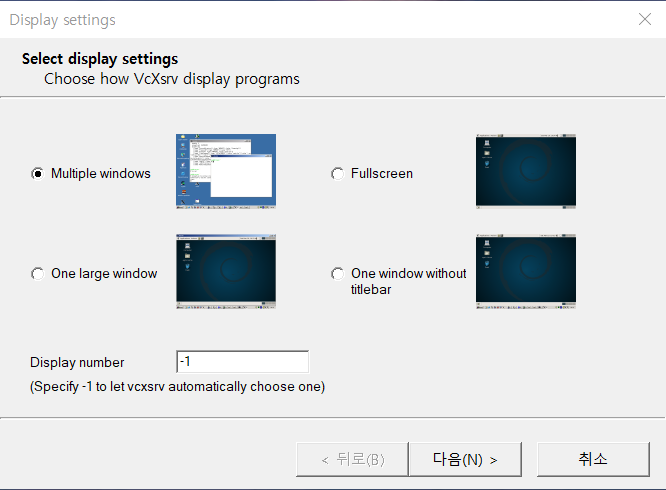 Display settings
Select display settings
Choose how VcXsrv display programs
Multiple windows
Fullscreen
One large window
One window without
titlebar
Display number
-1
(Specify -1 to let vcxsrv automatically choose one)
< 뒤로(B)
다음(N) >
취소